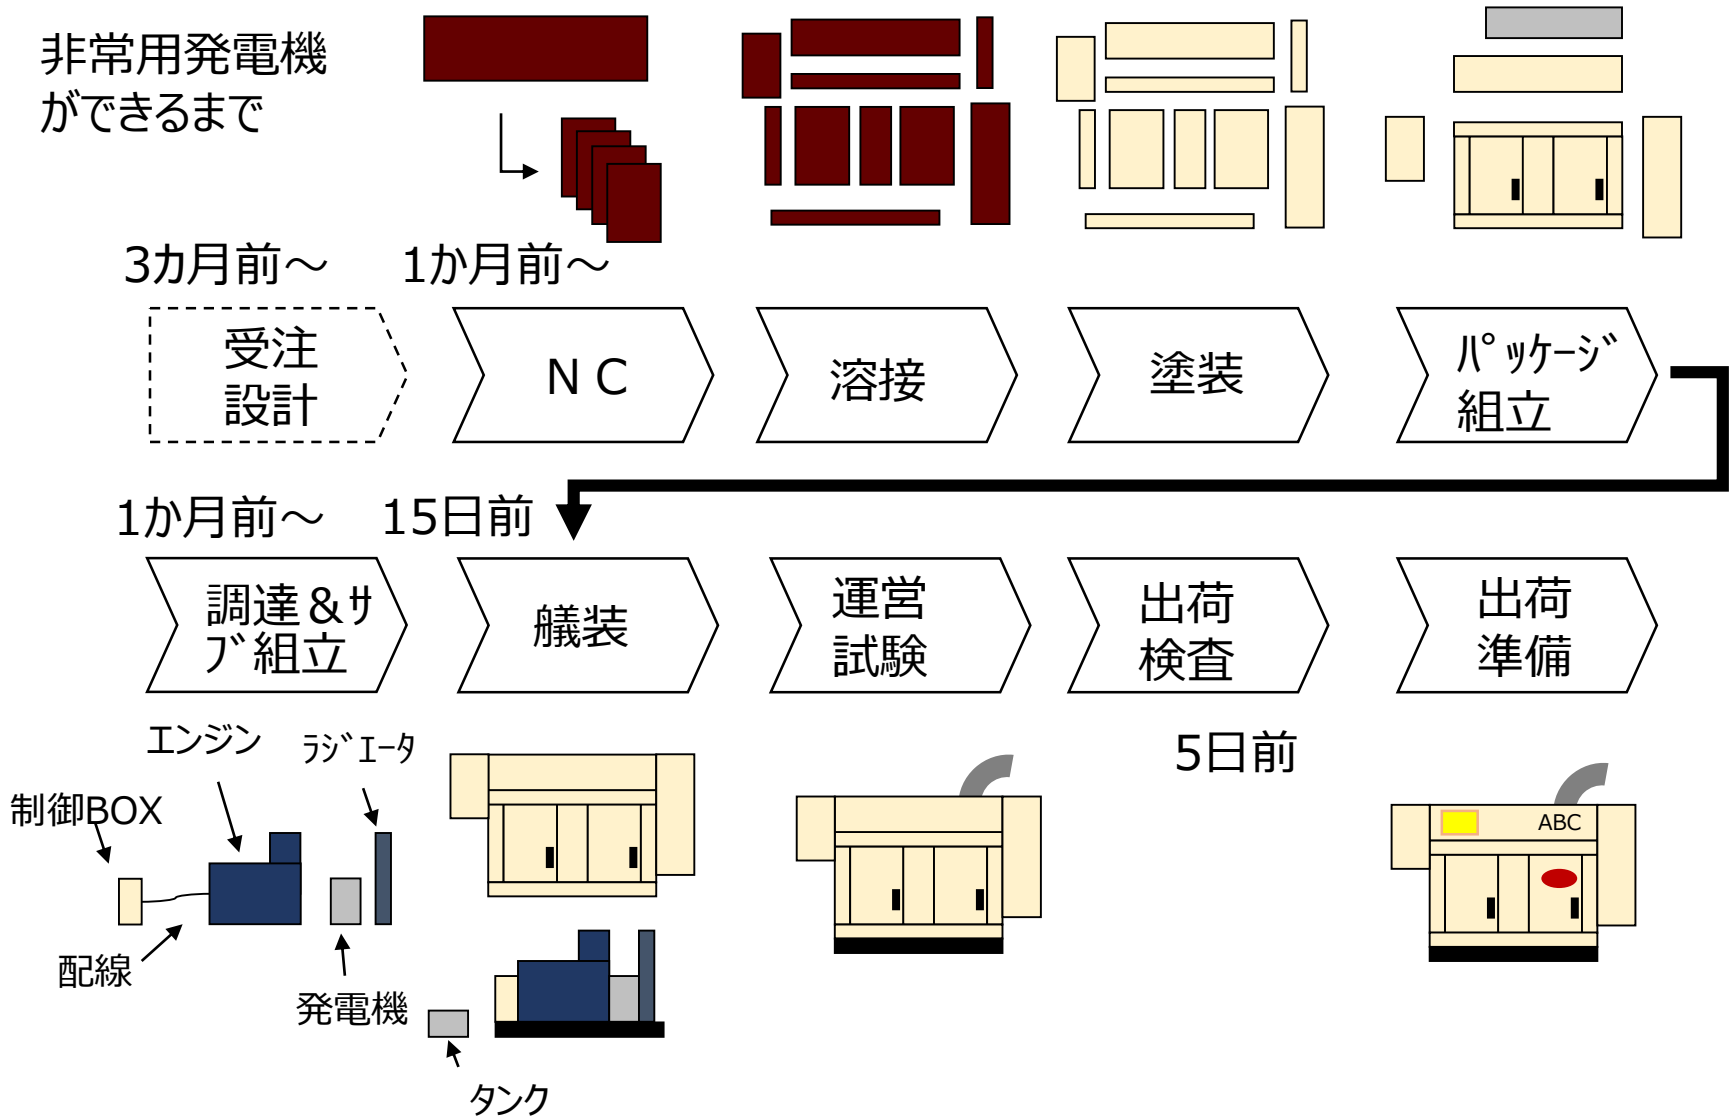 非常用発電機
ができるまで
3ｶ月前～
1か月前～
受注
設計
ＮＣ
溶接
塗装
ﾊﾟｯｹｰｼﾞ
組立
1か月前～
15日前
調達＆ｻ
ﾌﾞ組立
艤装
運営
試験
出荷
検査
出荷
準備
エンジン
ﾗｼﾞｴｰﾀ
制御BOX
配線
発電機
タンク
5日前
ABC